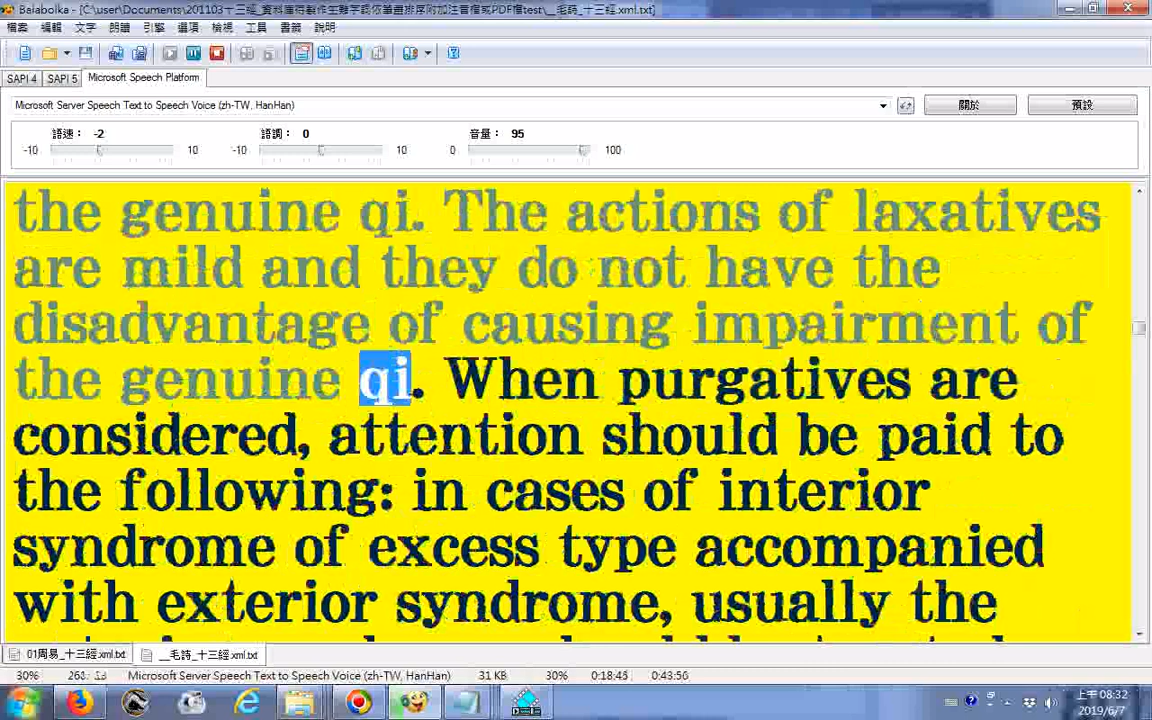 Balabolka - [C:\user\Documents\201103十三經_資料庫待製作生難字詞依筆畫排序附加注音檔或PDF檔test\__毛詩_十三經.xml.txt]
檔案 編輯 文字 朗讀 引擎 選項 檢視 工具 書籤 說明
SAPI 4 SAPI 5 Microsoft Speech Platform
Microsoft Server Speech Text to Speech Voice (zh-TW, HanHan) 關於 預設
語速： -2 語調： 0 音量： 95
-10 10 -10 10 0 100
the genuine qi. The actions of laxatives
are mild and they do not have the
disadvantage of causing impairment of
the genuine qi. When purgatives are
considered, attention should be paid to
the following: in cases of interior
syndrome of excess type accompanied
with exterior syndrome, usually the
01周易_十三經.xml.txt __毛詩_十三經.xml.txt
30% Microsoft Server Speech Text to Speech Voice (zh-TW, HanHan) 31 KB 30% 0:18:45 0:43:56
上午 08:32
2019/6/7